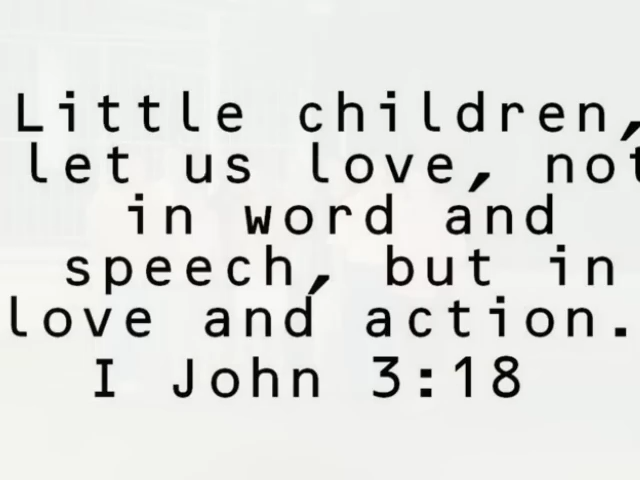 Little children,
let us love, not
in word and
speech, but in
love and action.
I John 3:18